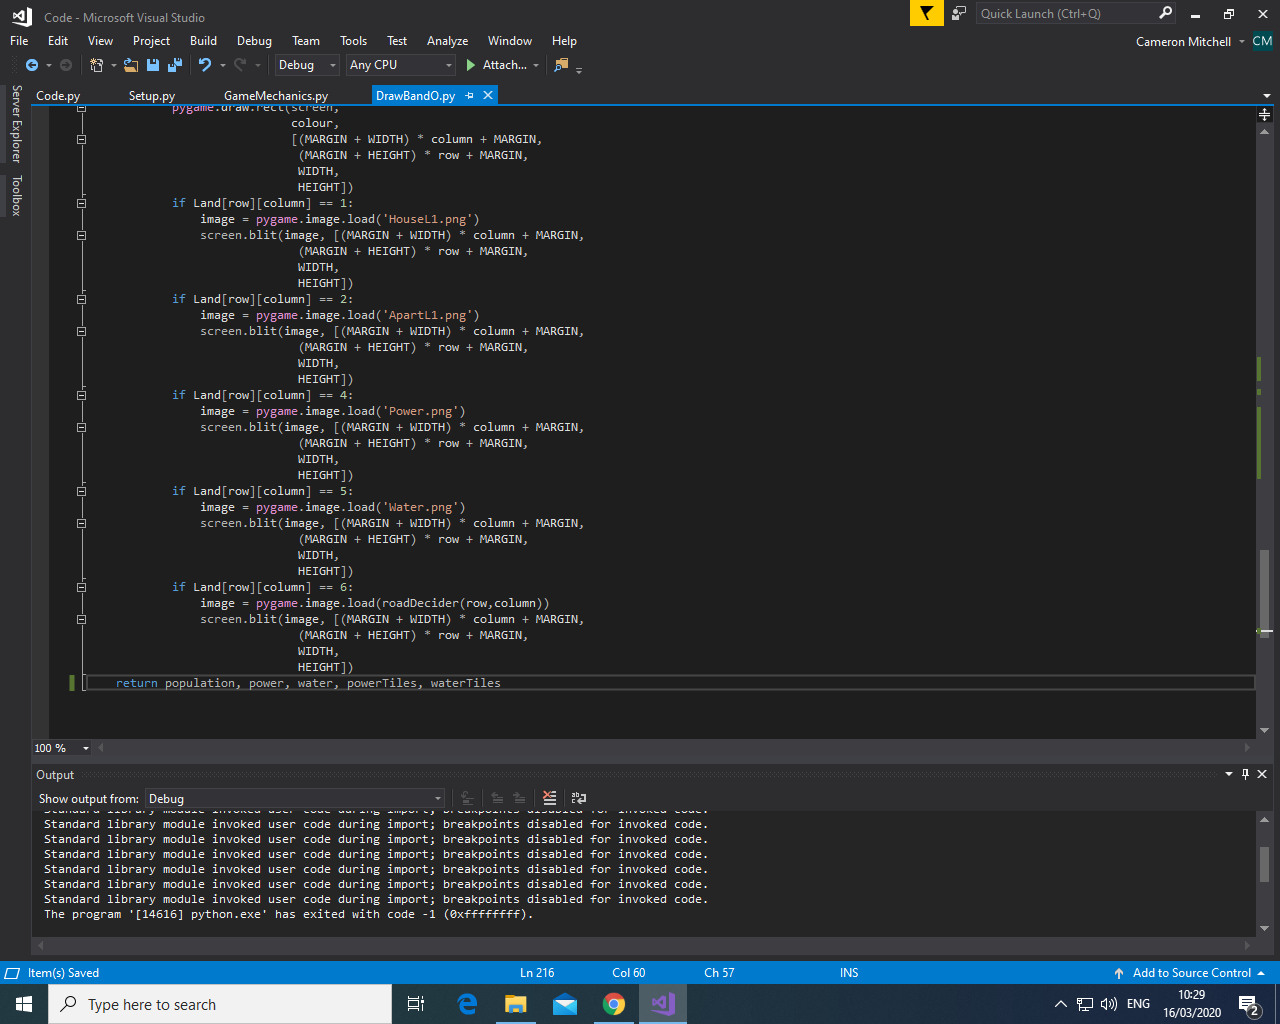 Code - Microsoft Visual Studio
Quick Launch (Ctrl+Q)
File Edit View Project Build Debug Team Tools Test Analyze Window Help
Cameron Mitchell CM
Debug Any CPU Attach...
Server Explorer
Toolbox
Code.py Setup.py GameMechanics.py DrawBandO.py
pygame.draw.rect(screen,
colour,
[(MARGIN + WIDTH) * column + MARGIN,
(MARGIN + HEIGHT) * row + MARGIN,
WIDTH,
HEIGHT])
if Land[row][column] == 1:
image = pygame.image.load('HouseL1.png')
screen.blit(image, [(MARGIN + WIDTH) * column + MARGIN,
(MARGIN + HEIGHT) * row + MARGIN,
WIDTH,
HEIGHT])
if Land[row][column] == 2:
image = pygame.image.load('ApartL1.png')
screen.blit(image, [(MARGIN + WIDTH) * column + MARGIN,
(MARGIN + HEIGHT) * row + MARGIN,
WIDTH,
HEIGHT])
if Land[row][column] == 4:
image = pygame.image.load('Power.png')
screen.blit(image, [(MARGIN + WIDTH) * column + MARGIN,
(MARGIN + HEIGHT) * row + MARGIN,
WIDTH,
HEIGHT])
if Land[row][column] == 5:
image = pygame.image.load('Water.png')
screen.blit(image, [(MARGIN + WIDTH) * column + MARGIN,
(MARGIN + HEIGHT) * row + MARGIN,
WIDTH,
HEIGHT])
if Land[row][column] == 6:
image = pygame.image.load(roadDecider(row,column))
screen.blit(image, [(MARGIN + WIDTH) * column + MARGIN,
(MARGIN + HEIGHT) * row + MARGIN,
WIDTH,
HEIGHT])
return population, power, water, powerTiles, waterTiles
100 %
Output
Show output from: Debug
Standard library module invoked user code during import; breakpoints disabled for invoked code.
Standard library module invoked user code during import; breakpoints disabled for invoked code.
Standard library module invoked user code during import; breakpoints disabled for invoked code.
Standard library module invoked user code during import; breakpoints disabled for invoked code.
Standard library module invoked user code during import; breakpoints disabled for invoked code.
Standard library module invoked user code during import; breakpoints disabled for invoked code.
Standard library module invoked user code during import; breakpoints disabled for invoked code.
The program '[14616] python.exe' has exited with code -1 (0xffffffff).
Item(s) Saved Ln 216 Col 60 Ch 57 INS Add to Source Control
Type here to search
ENG
10:29
16/03/2020
2